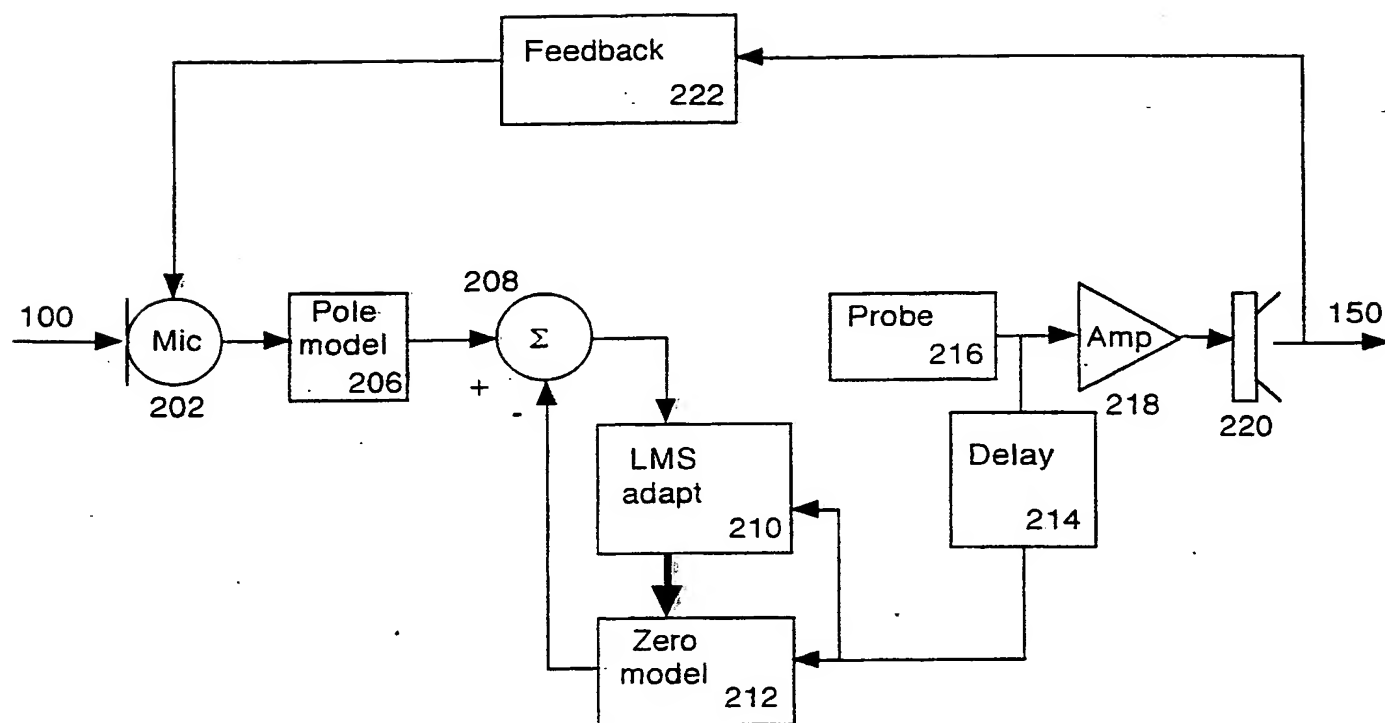 Feedback
222
100
Mic
202
Pole
model
206
208
Σ
+
-
LMS
adapt
210
Zero
model
212
Probe
216
Amp
218
Delay
214
220
150